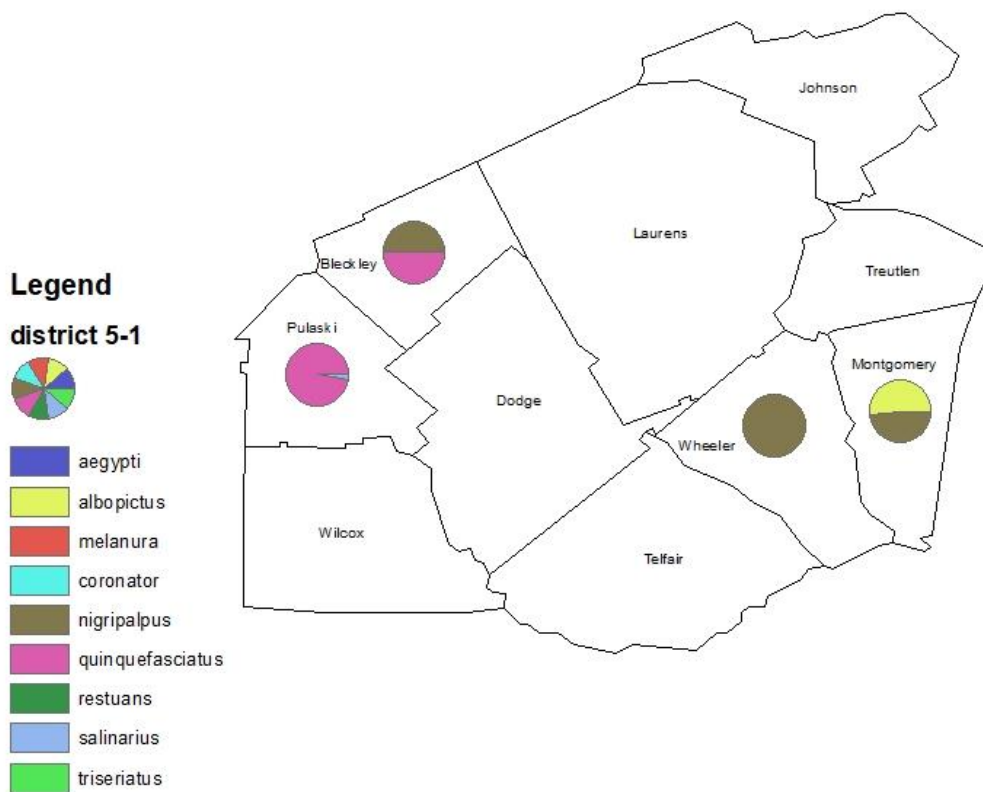 Legend
district 5-1
aegypti
albopictus
melanura
coronator
nigripalpus
quinquefasciatus
restuans
salinarius
triseriatus
Johnson
Laurens
Bleckley
Treutlen
Pulaski
Montgomery
Dodge
Wheeler
Wilcox
Telfair